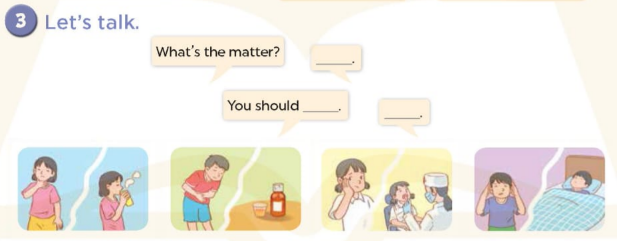 3 Let's talk.
What's the matter?
_____.
You should _____.
_____.